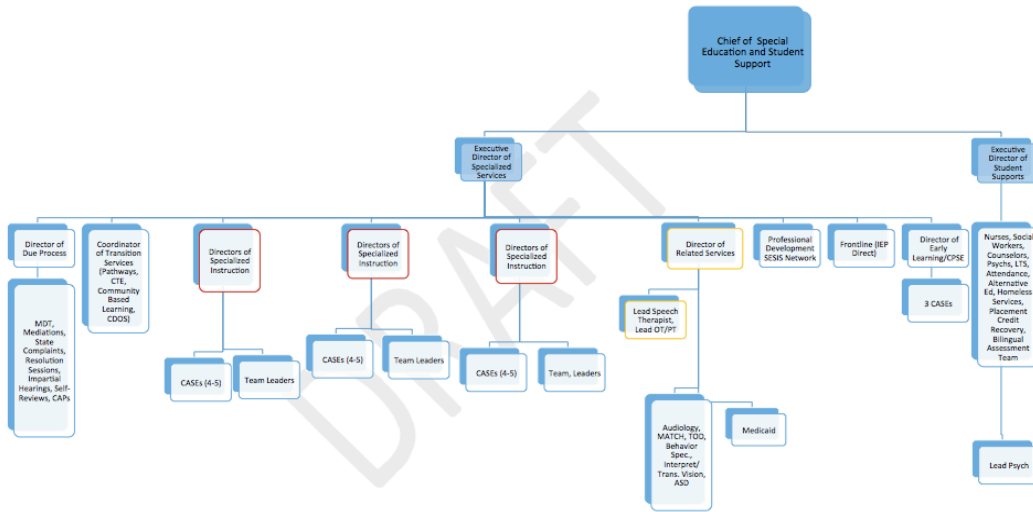 Chief of Special
Education and Student
Support
Executive
Director of
Specialized
Services
Executive
Director of
Student
Supports
Director of
Due Process
Coordinator
of Transition
Services
(Pathways,
CTE,
Community
Based
Learning,
CDOS)
Directors of
Specialized
Instruction
Directors of
Specialized
Instruction
Directors of
Specialized
Instruction
Director of
Related Services
Professional
Development
SESIS Network
Frontline (IEP
Direct)
Director of
Early
Learning/CPSE
Nurses, Social
Workers,
Counselors,
Psychs, LTS,
Attendance,
Alternative
Ed, Homeless
Services,
Placement
Credit
Recovery,
Bilingual
Assessment
Team
MDT,
Mediations,
State
Complaints,
Resolution
Sessions,
Impartial
Hearings, Self-
Reviews, CAPs
CASEs (4-5)
Team Leaders
CASEs (4-5)
Team Leaders
CASEs (4-5)
Team, Leaders
Lead Speech
Therapist,
Lead OT/PT
3 CASEs
Audiology,
MATCH, TOD,
Behavior
Spec.,
Interpret/
Trans. Vision,
ASD
Medicaid
Lead Psych
DRAFT